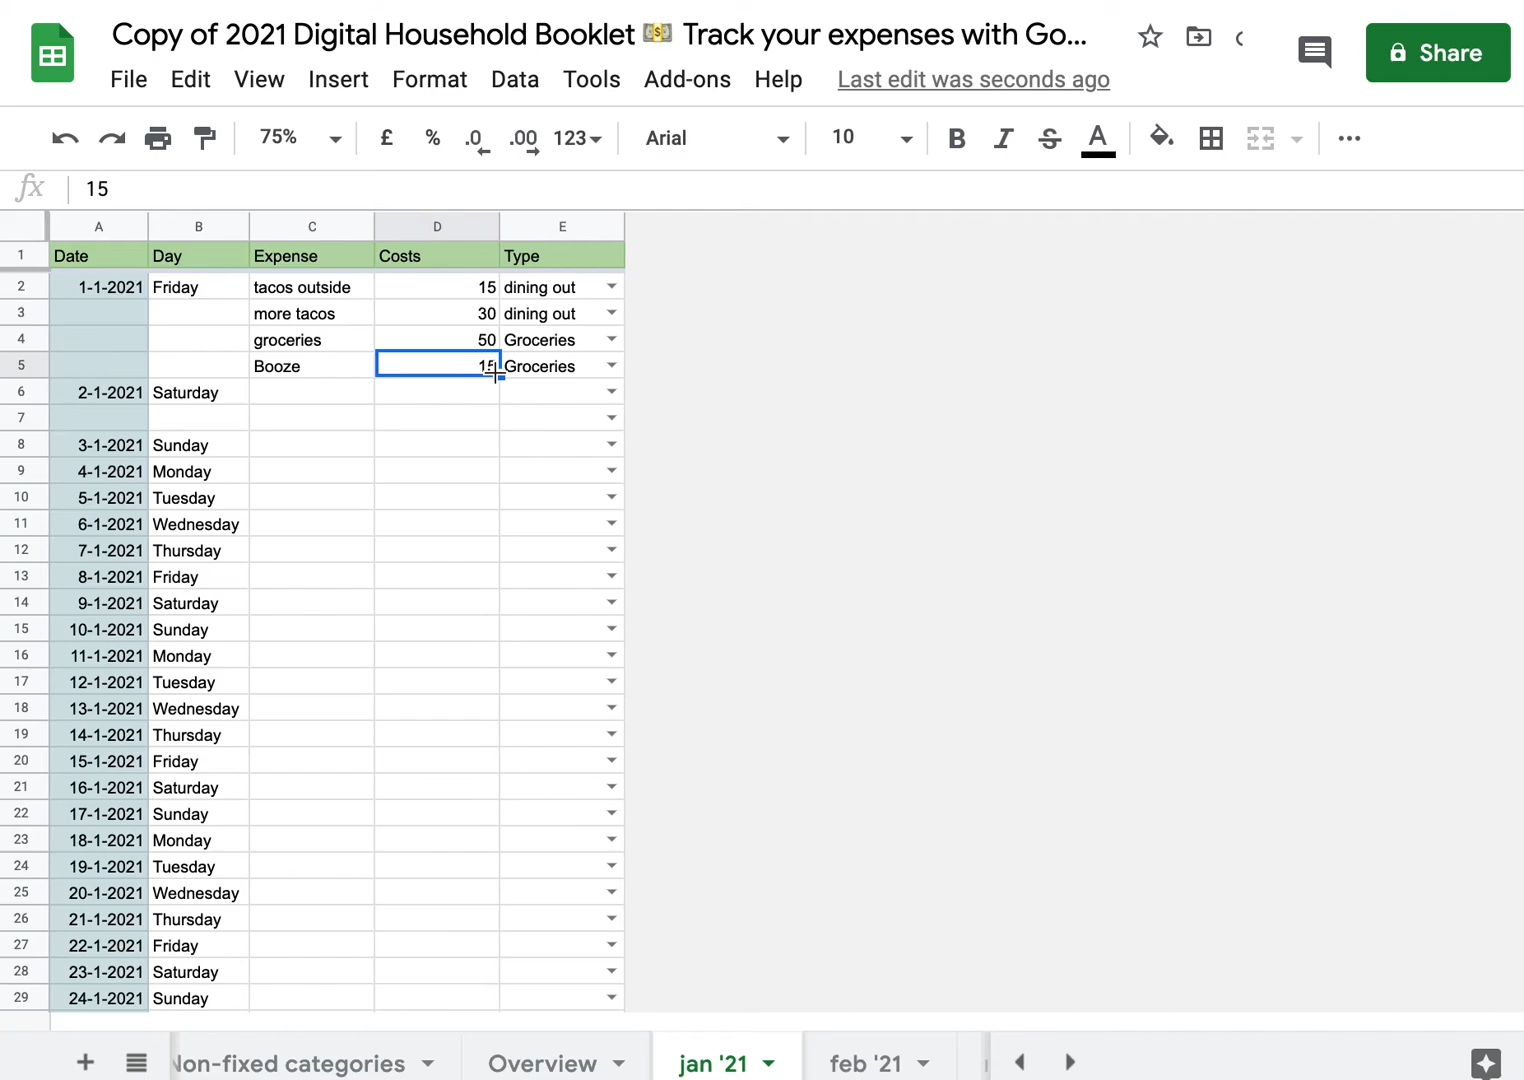 Copy of 2021 Digital Household Booklet 💵 Track your expenses with Go...
File Edit View Insert Format Data Tools Add-ons Help Last edit was seconds ago
Share
75% £ % .0 .00 123 Arial 10 B I S A
fx 15
A B C D E
1 Date Day Expense Costs Type
2 1-1-2021 Friday tacos outside 15 dining out
3 more tacos 30 dining out
4 groceries 50 Groceries
5 Booze 15 Groceries
6 2-1-2021 Saturday
7
8 3-1-2021 Sunday
9 4-1-2021 Monday
10 5-1-2021 Tuesday
11 6-1-2021 Wednesday
12 7-1-2021 Thursday
13 8-1-2021 Friday
14 9-1-2021 Saturday
15 10-1-2021 Sunday
16 11-1-2021 Monday
17 12-1-2021 Tuesday
18 13-1-2021 Wednesday
19 14-1-2021 Thursday
20 15-1-2021 Friday
21 16-1-2021 Saturday
22 17-1-2021 Sunday
23 18-1-2021 Monday
24 19-1-2021 Tuesday
25 20-1-2021 Wednesday
26 21-1-2021 Thursday
27 22-1-2021 Friday
28 23-1-2021 Saturday
29 24-1-2021 Sunday
Non-fixed categories Overview jan '21 feb '21